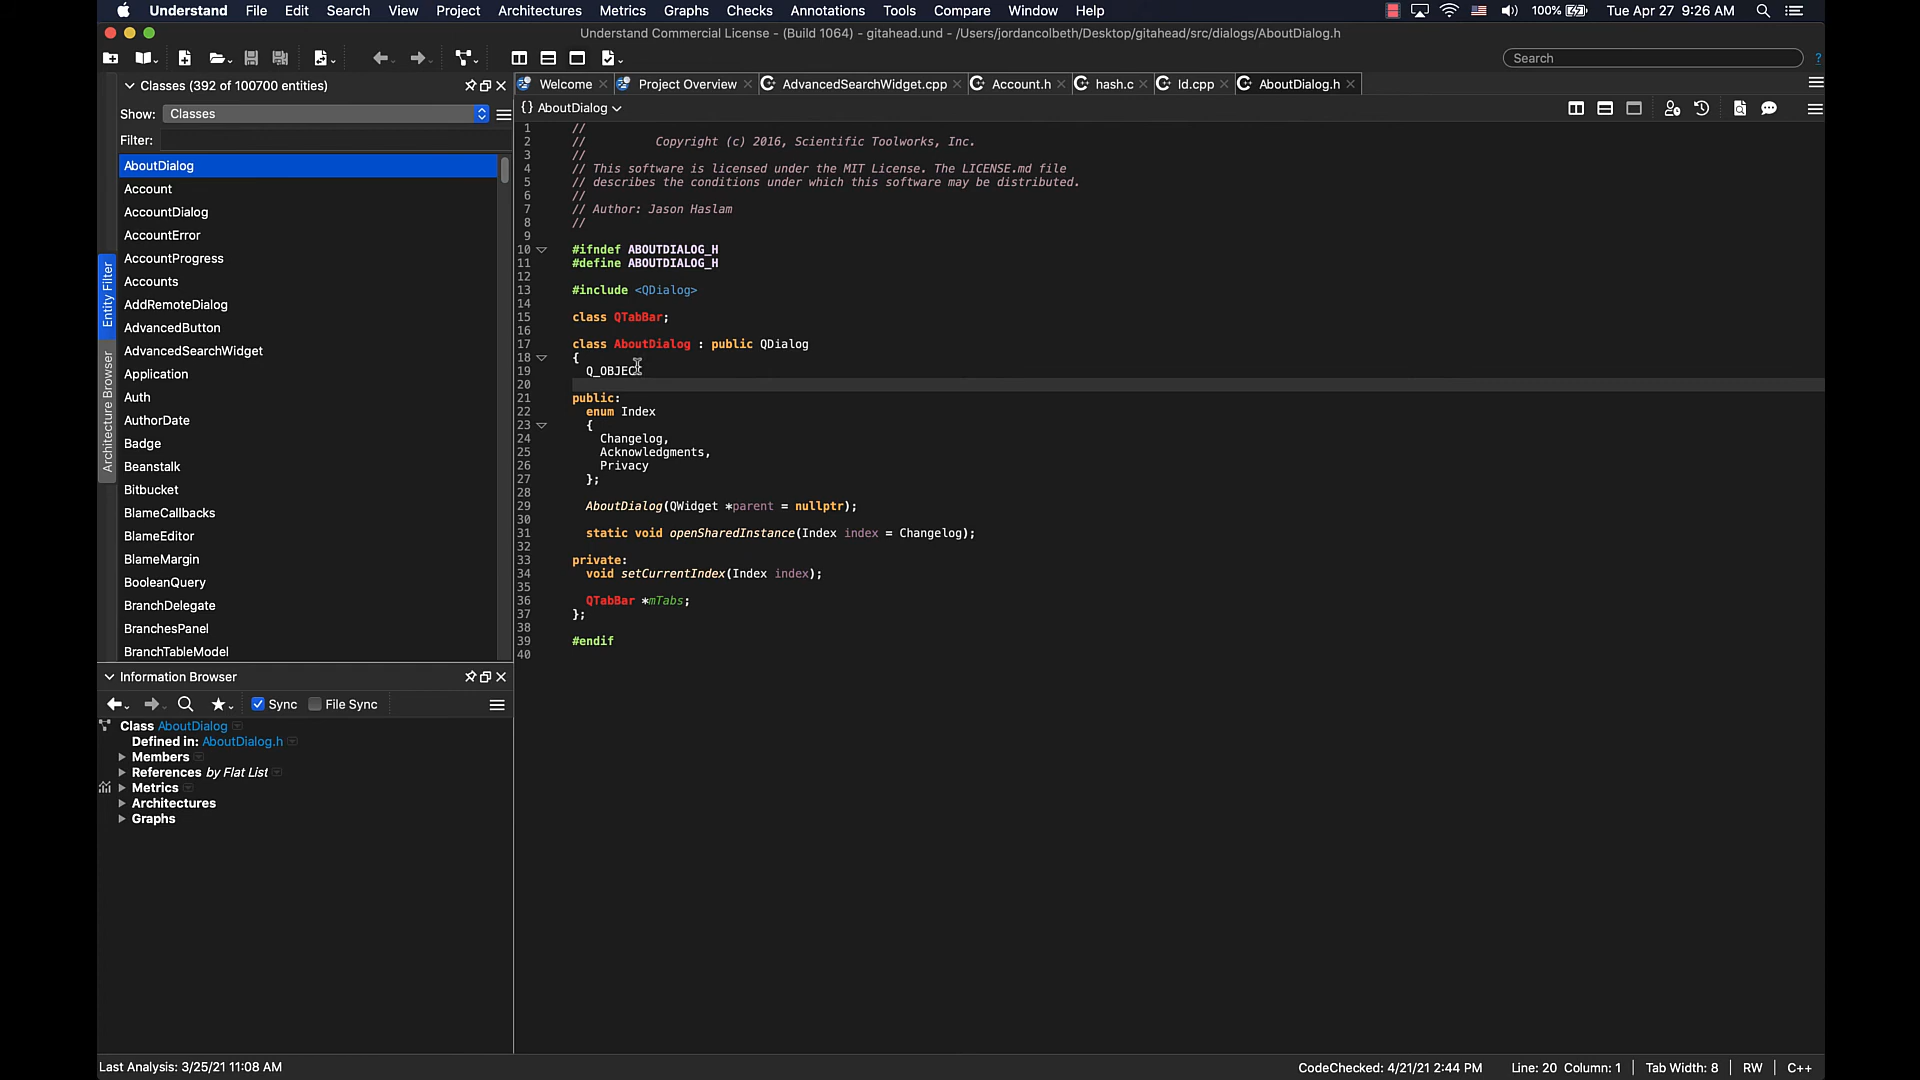 Understand File Edit Search View Project Architectures Metrics Graphs Checks Annotations Tools Compare Window Help 100% Tue Apr 27 9:26 AM
Understand Commercial License - (Build 1064) - gitahead.und - /Users/jordancolbeth/Desktop/gitahead/src/dialogs/AboutDialog.h
Search ?
Classes (392 of 100700 entities)
Show: Classes
Filter:
AboutDialog
Account
AccountDialog
AccountError
AccountProgress
Accounts
AddRemoteDialog
AdvancedButton
AdvancedSearchWidget
Application
Auth
AuthorDate
Badge
Beanstalk
Bitbucket
BlameCallbacks
BlameEditor
BlameMargin
BooleanQuery
BranchDelegate
BranchesPanel
BranchTableModel
Entity Filter
Architecture Browser
Information Browser
Sync File Sync
Class AboutDialog
Defined in: AboutDialog.h
Members
References by Flat List
Metrics
Architectures
Graphs
Welcome Project Overview AdvancedSearchWidget.cpp Account.h hash.c Id.cpp AboutDialog.h
{} AboutDialog
1 //
2 // Copyright (c) 2016, Scientific Toolworks, Inc.
3 //
4 // This software is licensed under the MIT License. The LICENSE.md file
5 // describes the conditions under which this software may be distributed.
6 //
7 // Author: Jason Haslam
8 //
9
10 #ifndef ABOUTDIALOG_H
11 #define ABOUTDIALOG_H
12
13 #include <QDialog>
14
15 class QTabBar;
16
17 class AboutDialog : public QDialog
18 {
19 Q_OBJECT
20
21 public:
22 enum Index
23 {
24 Changelog,
25 Acknowledgments,
26 Privacy
27 };
28
29 AboutDialog(QWidget *parent = nullptr);
30
31 static void openSharedInstance(Index index = Changelog);
32
33 private:
34 void setCurrentIndex(Index index);
35
36 QTabBar *mTabs;
37 };
38
39 #endif
40
Last Analysis: 3/25/21 11:08 AM CodeChecked: 4/21/21 2:44 PM Line: 20 Column: 1 Tab Width: 8 RW C++